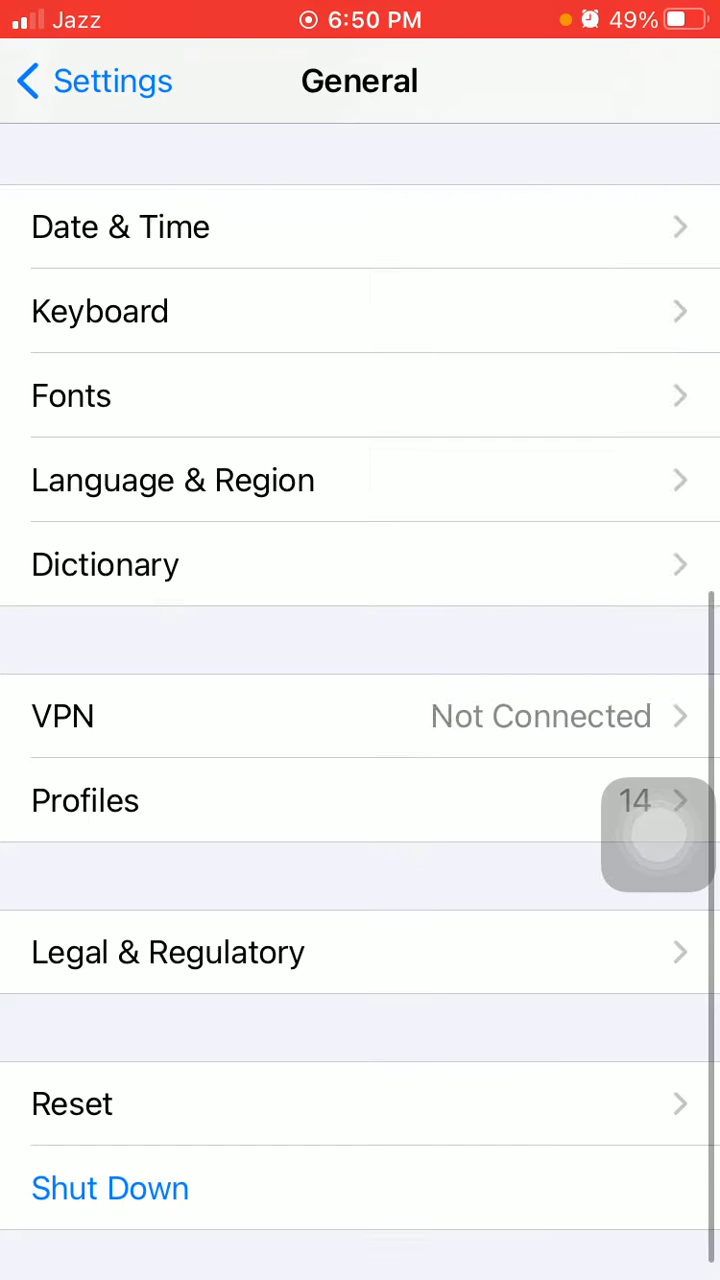 Jazz 6:50 PM 49%
Settings General
Date & Time
Keyboard
Fonts
Language & Region
Dictionary
VPN Not Connected
Profiles 14
Legal & Regulatory
Reset
Shut Down